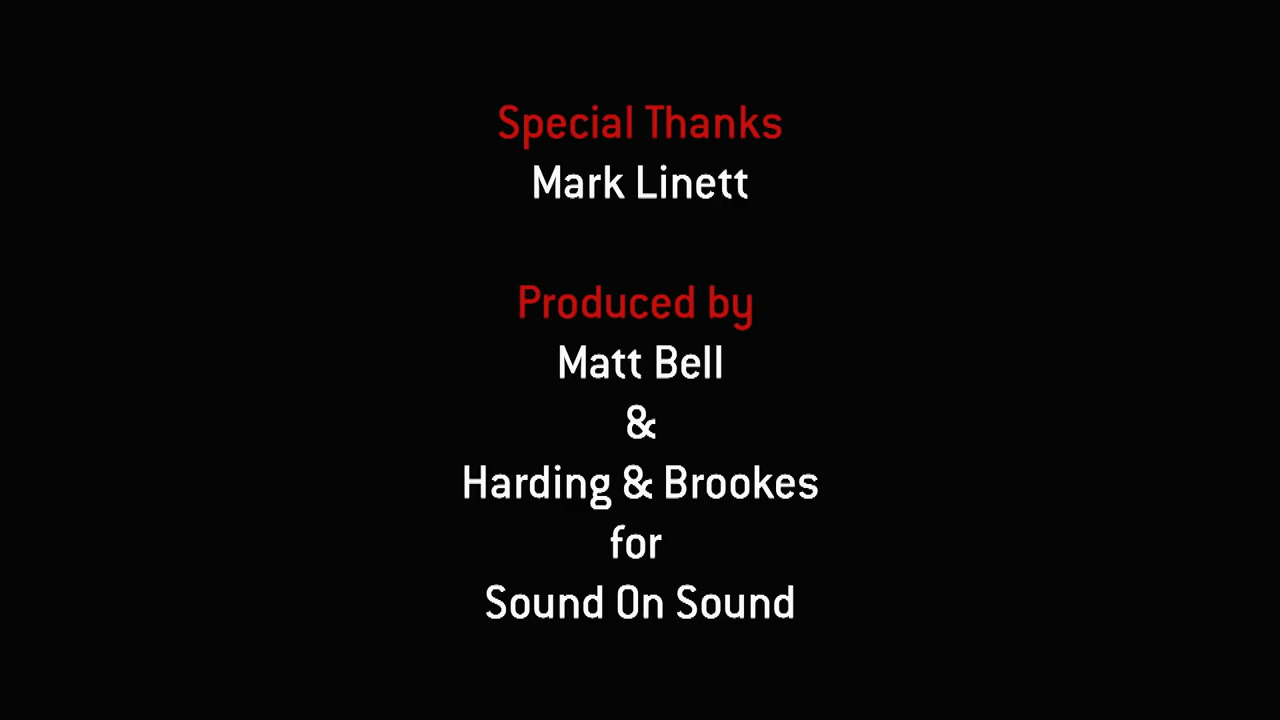 Special Thanks
Mark Linett
Produced by
Matt Bell
&
Harding & Brookes
for
Sound On Sound